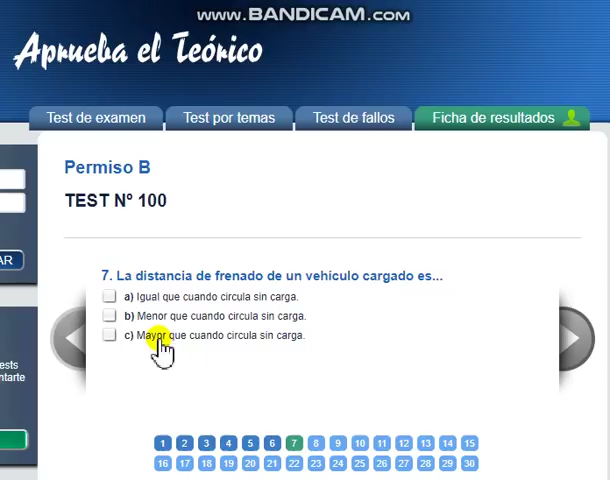 www.BANDICAM.com
Aprueba el Teórico
Test de examen
Test por temas
Test de fallos
Ficha de resultados
Permiso B
TEST Nº 100
AR
7. La distancia de frenado de un vehículo cargado es...
a) Igual que cuando circula sin carga.
b) Menor que cuando circula sin carga.
c) Mayor que cuando circula sin carga.
ests
ntarte
1 2 3 4 5 6 7 8 9 10 11 12 13 14 15
16 17 18 19 20 21 22 23 24 25 26 27 28 29 30